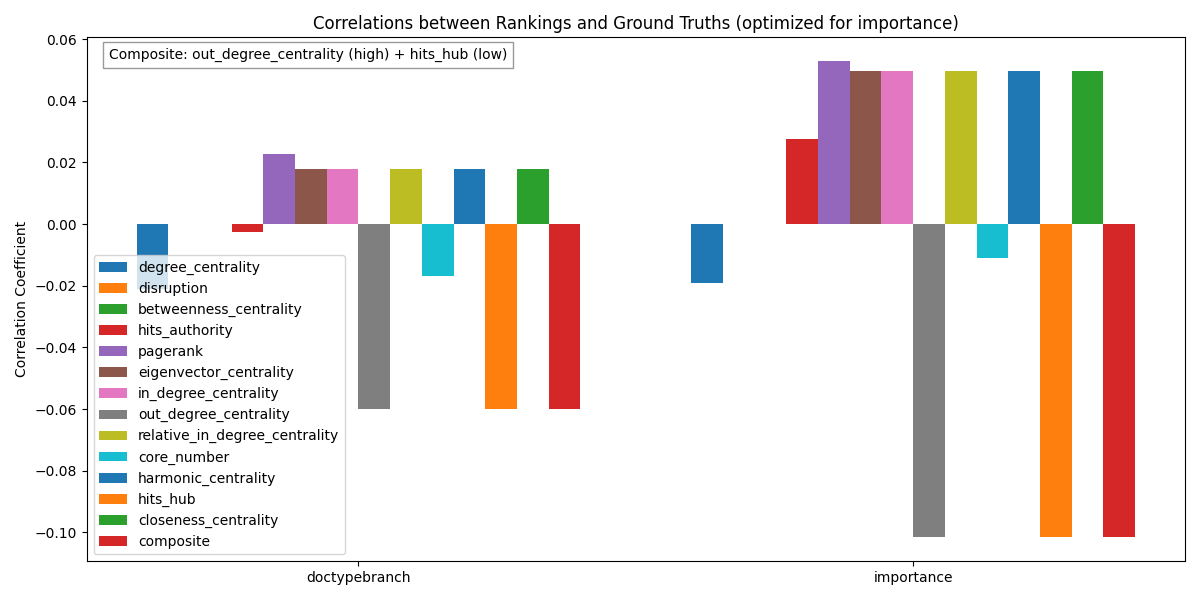 Correlations between Rankings and Ground Truths (optimized for importance)
Composite: out_degree_centrality (high) + hits_hub (low)
Correlation Coefficient
0.06
0.04
0.02
0.00
−0.02
−0.04
−0.06
−0.08
−0.10
degree_centrality
disruption
betweenness_centrality
hits_authority
pagerank
eigenvector_centrality
in_degree_centrality
out_degree_centrality
relative_in_degree_centrality
core_number
harmonic_centrality
hits_hub
closeness_centrality
composite
doctypebranch
importance